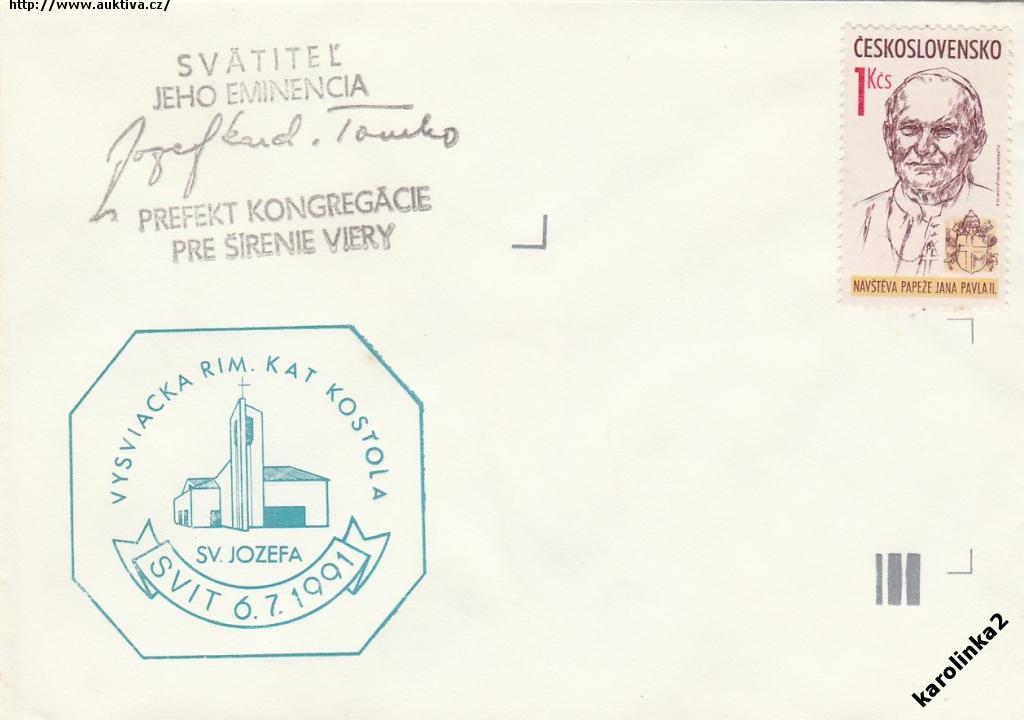 http://www.auktiva.cz/
SVÄTITEĽ
JEHO EMINENCIA
Jozef Kard. Tomko
PREFEKT KONGREGÁCIE
PRE ŠÍRENIE VIERY
ČESKOSLOVENSKO
1 Kčs
NÁVŠTĚVA PAPEŽE JANA PAVLA II.
VYSVIACKA RIM. KAT KOSTOLA
SV. JOZEFA
SVIT 6.7.1991
karolinka2